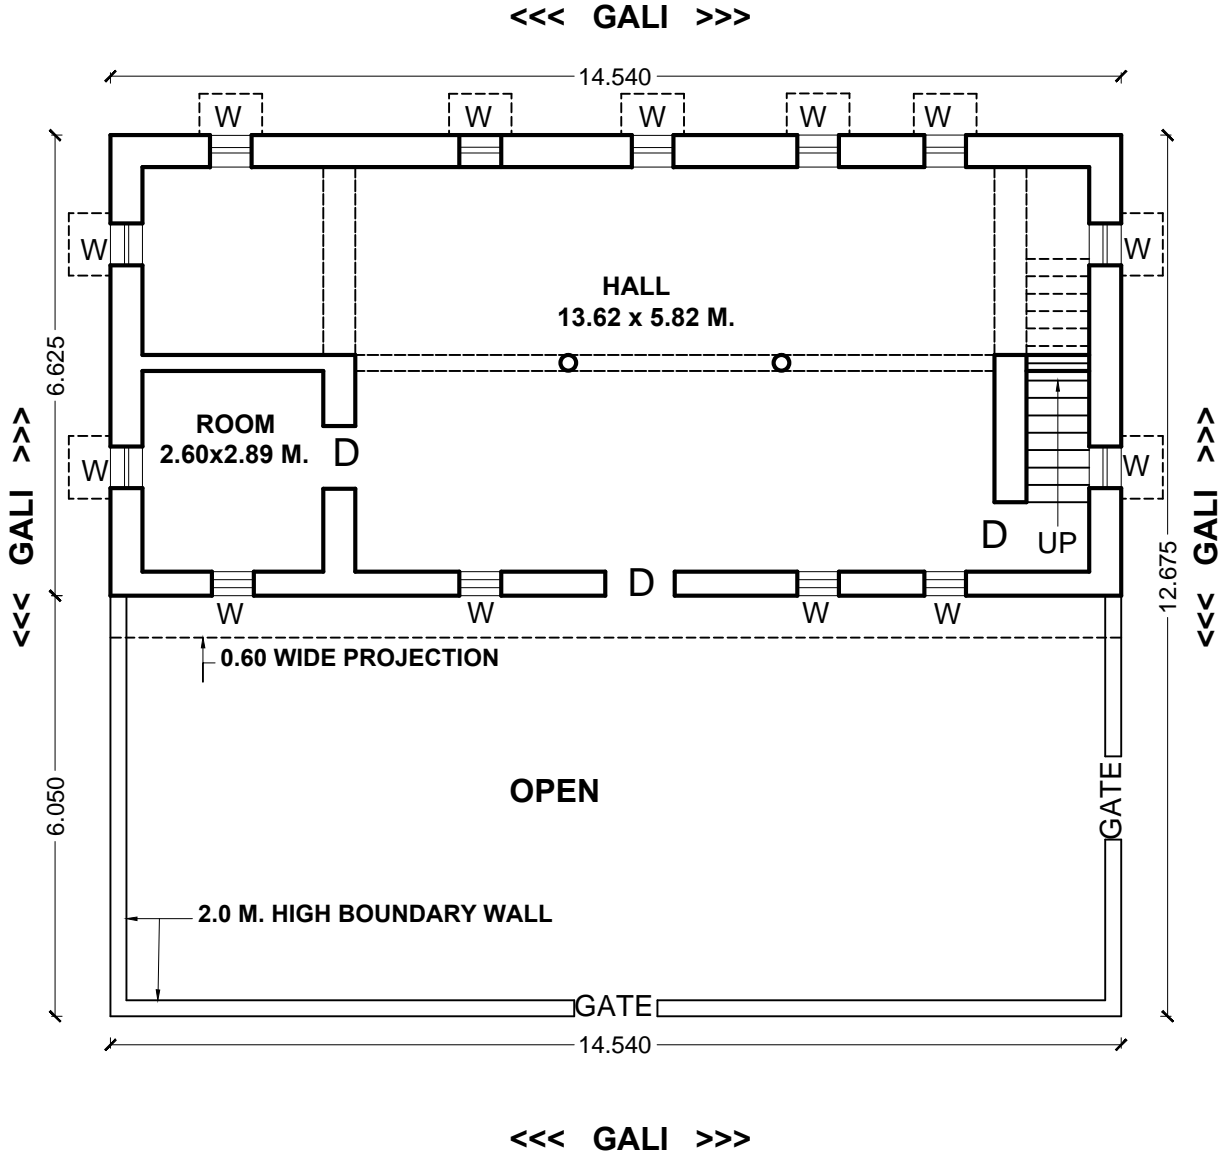 <<< GALI >>>
14.540
W W W W W
W W
HALL
13.62 x 5.82 M.
6.625
ROOM
2.60x2.89 M.
D
W W
<<< GALI >>>
<<< GALI >>>
D UP
D
12.675
W W W W
0.60 WIDE PROJECTION
OPEN
6.050
GATE
2.0 M. HIGH BOUNDARY WALL
GATE
14.540
<<< GALI >>>